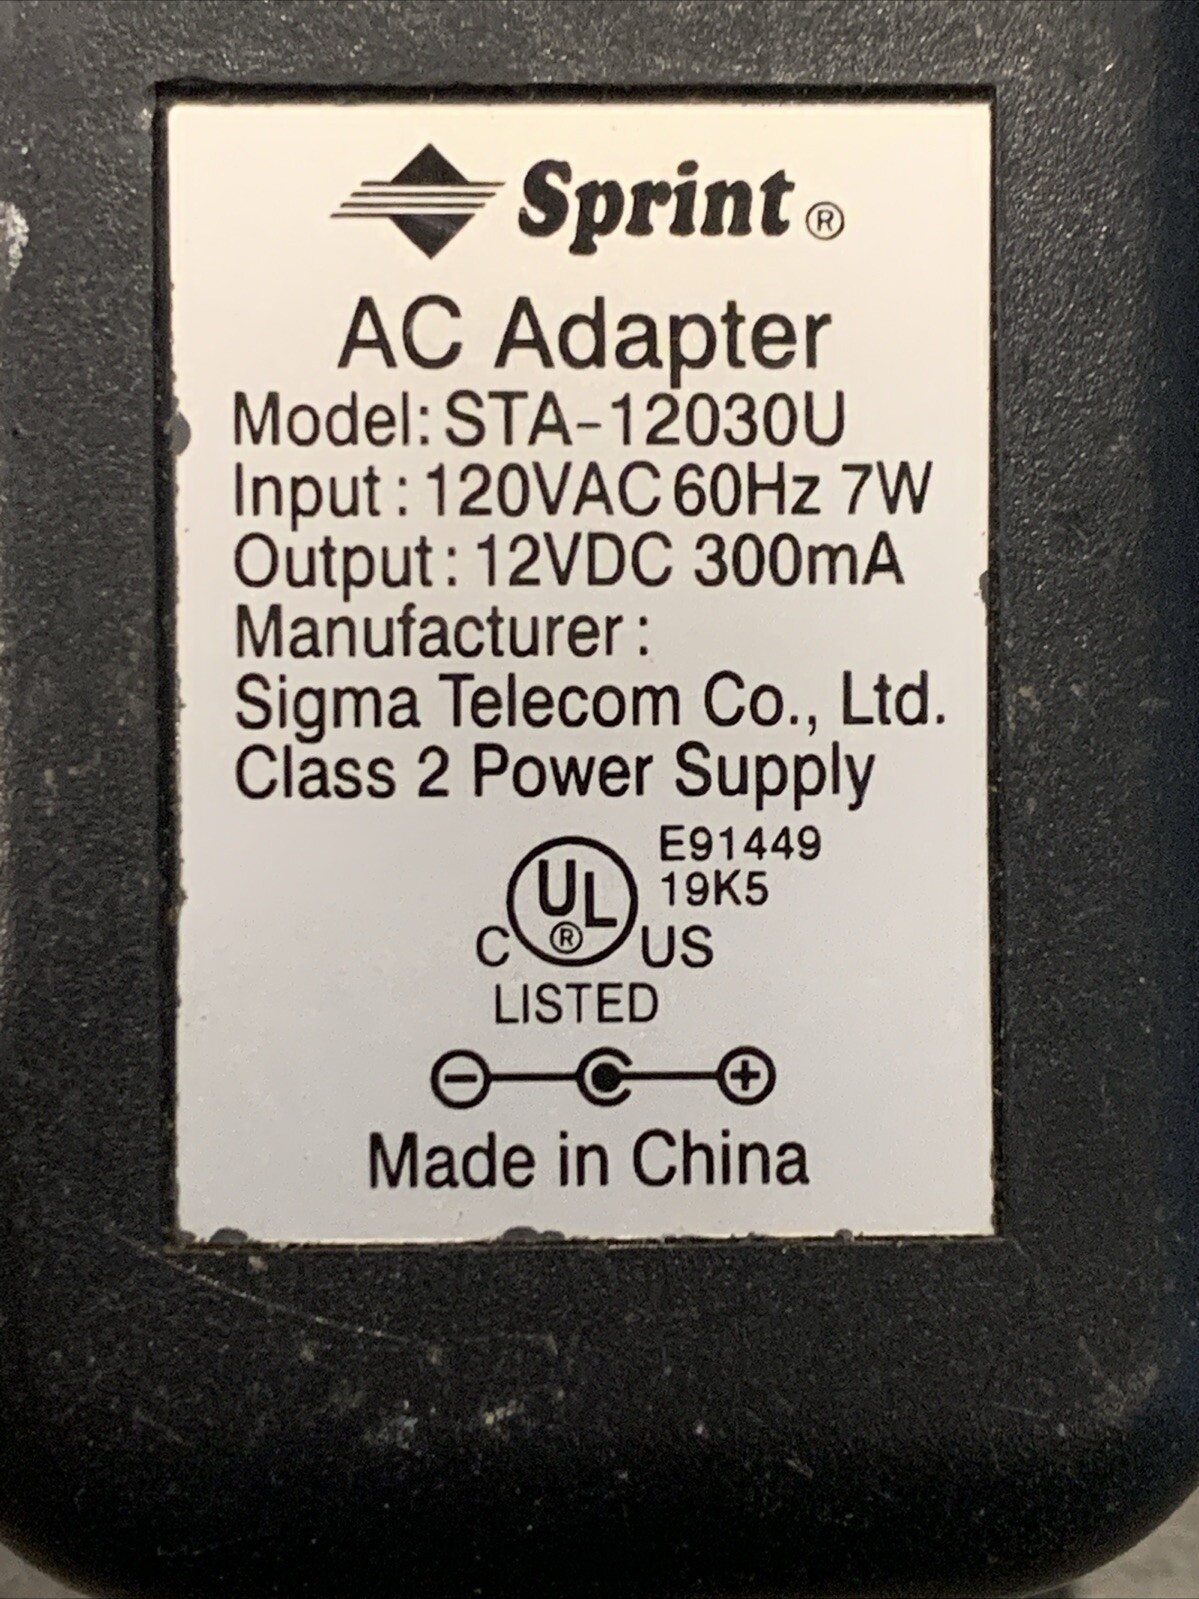 Sprint®
AC Adapter
Model: STA-12030U
Input : 120VAC 60Hz 7W
Output : 12VDC 300mA
Manufacturer :
Sigma Telecom Co., Ltd.
Class 2 Power Supply
E91449
19K5
C UL® US
LISTED
Made in China